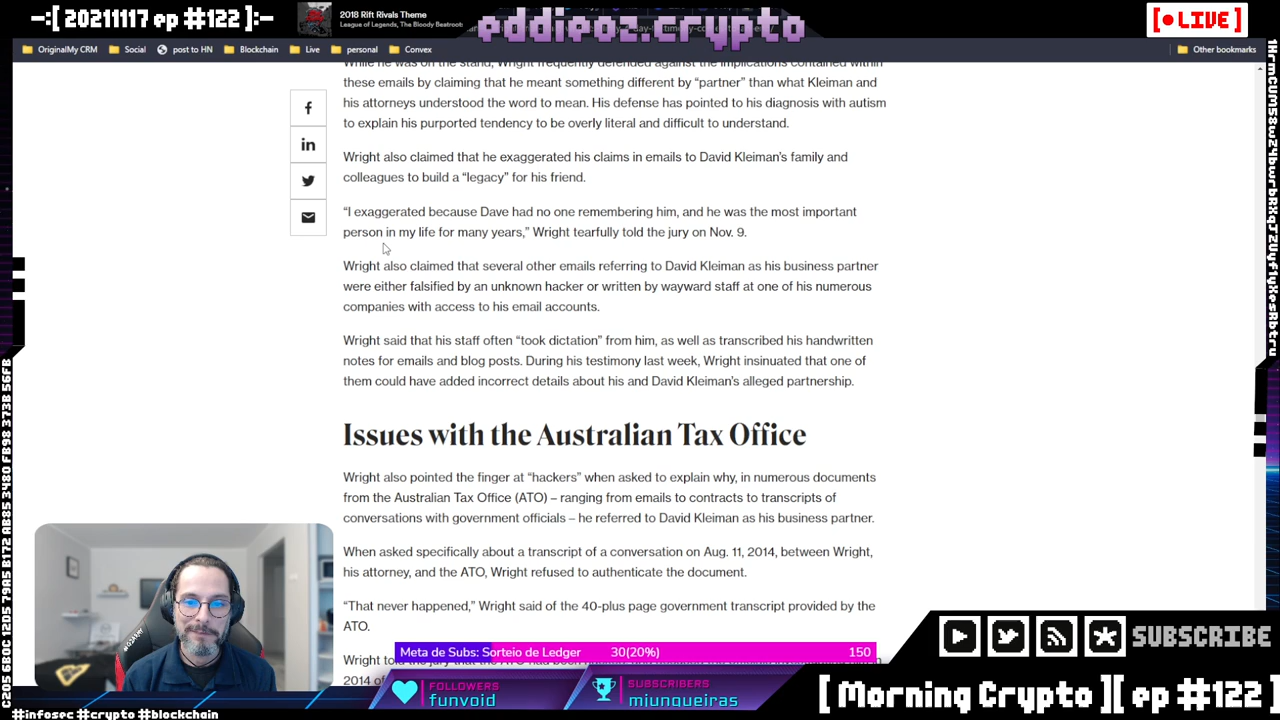 -:[ 20211117 ep #122 ]:-
2018 Rift Rivals Theme
League of Legends, The Bloody Beetroot:
eddieoz.crypto
[ LIVE ]
OriginalMy CRM
Social
post to HN
Blockchain
Live
personal
Convex
Other bookmarks
While he was on the stand, Wright frequently defended against the implications contained within
these emails by claiming that he meant something different by “partner” than what Kleiman and
his attorneys understood the word to mean. His defense has pointed to his diagnosis with autism
to explain his purported tendency to be overly literal and difficult to understand.
Wright also claimed that he exaggerated his claims in emails to David Kleiman’s family and
colleagues to build a “legacy” for his friend.
“I exaggerated because Dave had no one remembering him, and he was the most important
person in my life for many years,” Wright tearfully told the jury on Nov. 9.
Wright also claimed that several other emails referring to David Kleiman as his business partner
were either falsified by an unknown hacker or written by wayward staff at one of his numerous
companies with access to his email accounts.
Wright said that his staff often “took dictation” from him, as well as transcribed his handwritten
notes for emails and blog posts. During his testimony last week, Wright insinuated that one of
them could have added incorrect details about his and David Kleiman’s alleged partnership.
Issues with the Australian Tax Office
Wright also pointed the finger at “hackers” when asked to explain why, in numerous documents
from the Australian Tax Office (ATO) – ranging from emails to contracts to transcripts of
conversations with government officials – he referred to David Kleiman as his business partner.
When asked specifically about a transcript of a conversation on Aug. 11, 2014, between Wright,
his attorney, and the ATO, Wright refused to authenticate the document.
“That never happened,” Wright said of the 40-plus page government transcript provided by the
ATO.
Wright told the jury that the ATO had been
2014 of
Meta de Subs: Sorteio de Ledger 30(20%) 150
FOLLOWERS
funvoid
SUBSCRIBERS
mjunqueiras
SUBSCRIBE
[ Morning Crypto ][ ep #122 ]
#infosec #crypto #blockchain